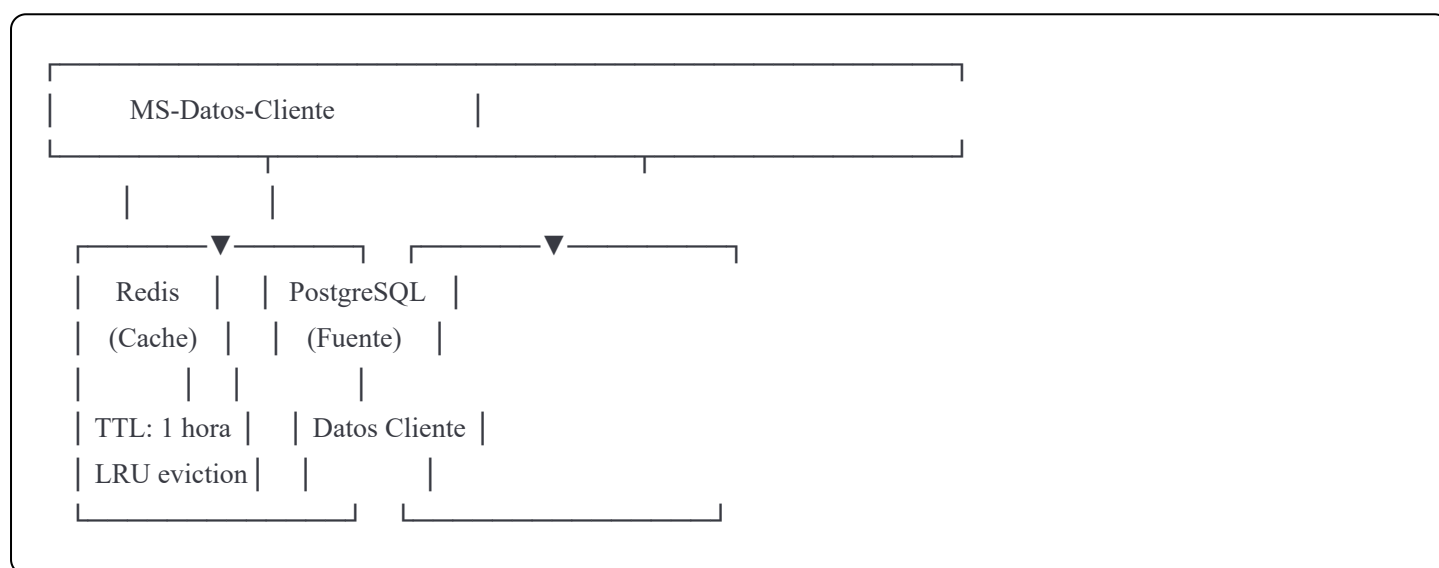 MS-Datos-Cliente
Redis PostgreSQL
(Cache) (Fuente)
TTL: 1 hora Datos Cliente
LRU eviction